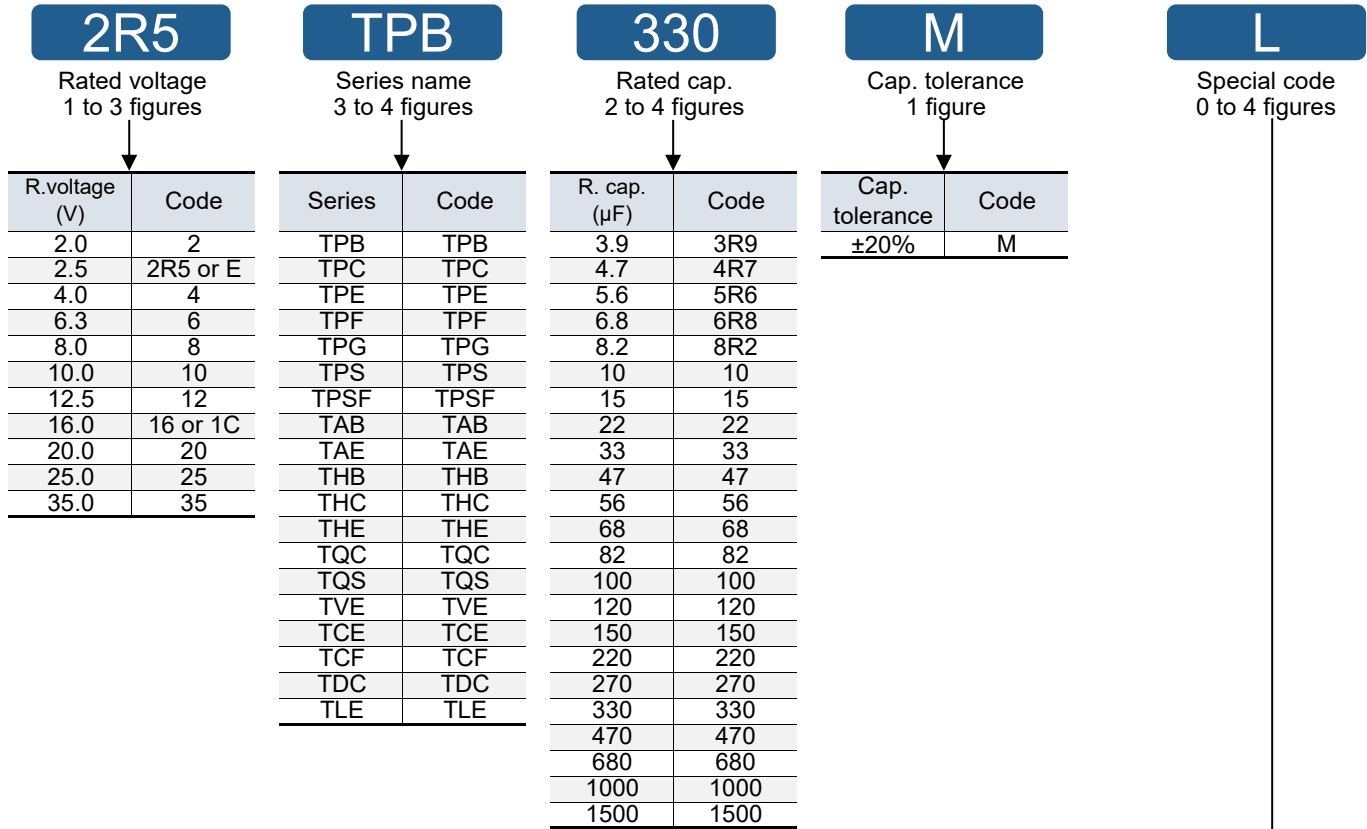 2R5 TPB 330 M L
Rated voltage Series name Rated cap. Cap. tolerance Special code
1 to 3 figures 3 to 4 figures 2 to 4 figures 1 figure 0 to 4 figures
R.voltage (V) Code
2.0 2
2.5 2R5 or E
4.0 4
6.3 6
8.0 8
10.0 10
12.5 12
16.0 16 or 1C
20.0 20
25.0 25
35.0 35
Series Code
TPB TPB
TPC TPC
TPE TPE
TPF TPF
TPG TPG
TPS TPS
TPSF TPSF
TAB TAB
TAE TAE
THB THB
THC THC
THE THE
TQC TQC
TQS TQS
TVE TVE
TCE TCE
TCF TCF
TDC TDC
TLE TLE
R. cap. (µF) Code
3.9 3R9
4.7 4R7
5.6 5R6
6.8 6R8
8.2 8R2
10 10
15 15
22 22
33 33
47 47
56 56
68 68
82 82
100 100
120 120
150 150
220 220
270 270
330 330
470 470
680 680
1000 1000
1500 1500
Cap. tolerance Code
±20% M